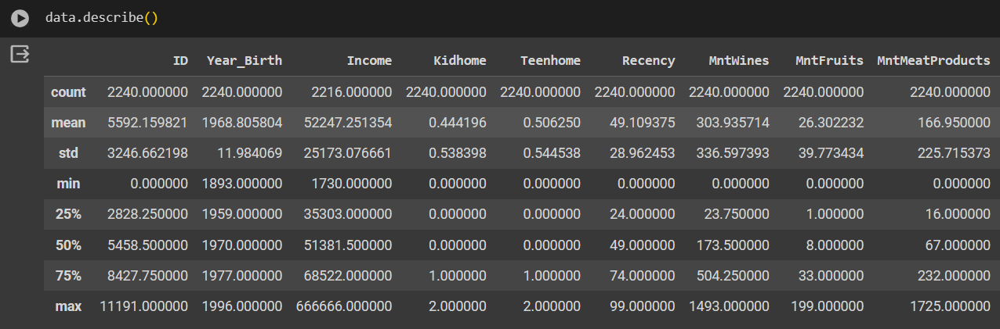 data.describe()
ID Year_Birth Income Kidhome Teenhome Recency MntWines MntFruits MntMeatProducts
count 2240.000000 2240.000000 2216.000000 2240.000000 2240.000000 2240.000000 2240.000000 2240.000000 2240.000000
mean 5592.159821 1968.805804 52247.251354 0.444196 0.506250 49.109375 303.935714 26.302232 166.950000
std 3246.662198 11.984069 25173.076661 0.538398 0.544538 28.962453 336.597393 39.773434 225.715373
min 0.000000 1893.000000 1730.000000 0.000000 0.000000 0.000000 0.000000 0.000000 0.000000
25% 2828.250000 1959.000000 35303.000000 0.000000 0.000000 24.000000 23.750000 1.000000 16.000000
50% 5458.500000 1970.000000 51381.500000 0.000000 0.000000 49.000000 173.500000 8.000000 67.000000
75% 8427.750000 1977.000000 68522.000000 1.000000 1.000000 74.000000 504.250000 33.000000 232.000000
max 11191.000000 1996.000000 666666.000000 2.000000 2.000000 99.000000 1493.000000 199.000000 1725.000000